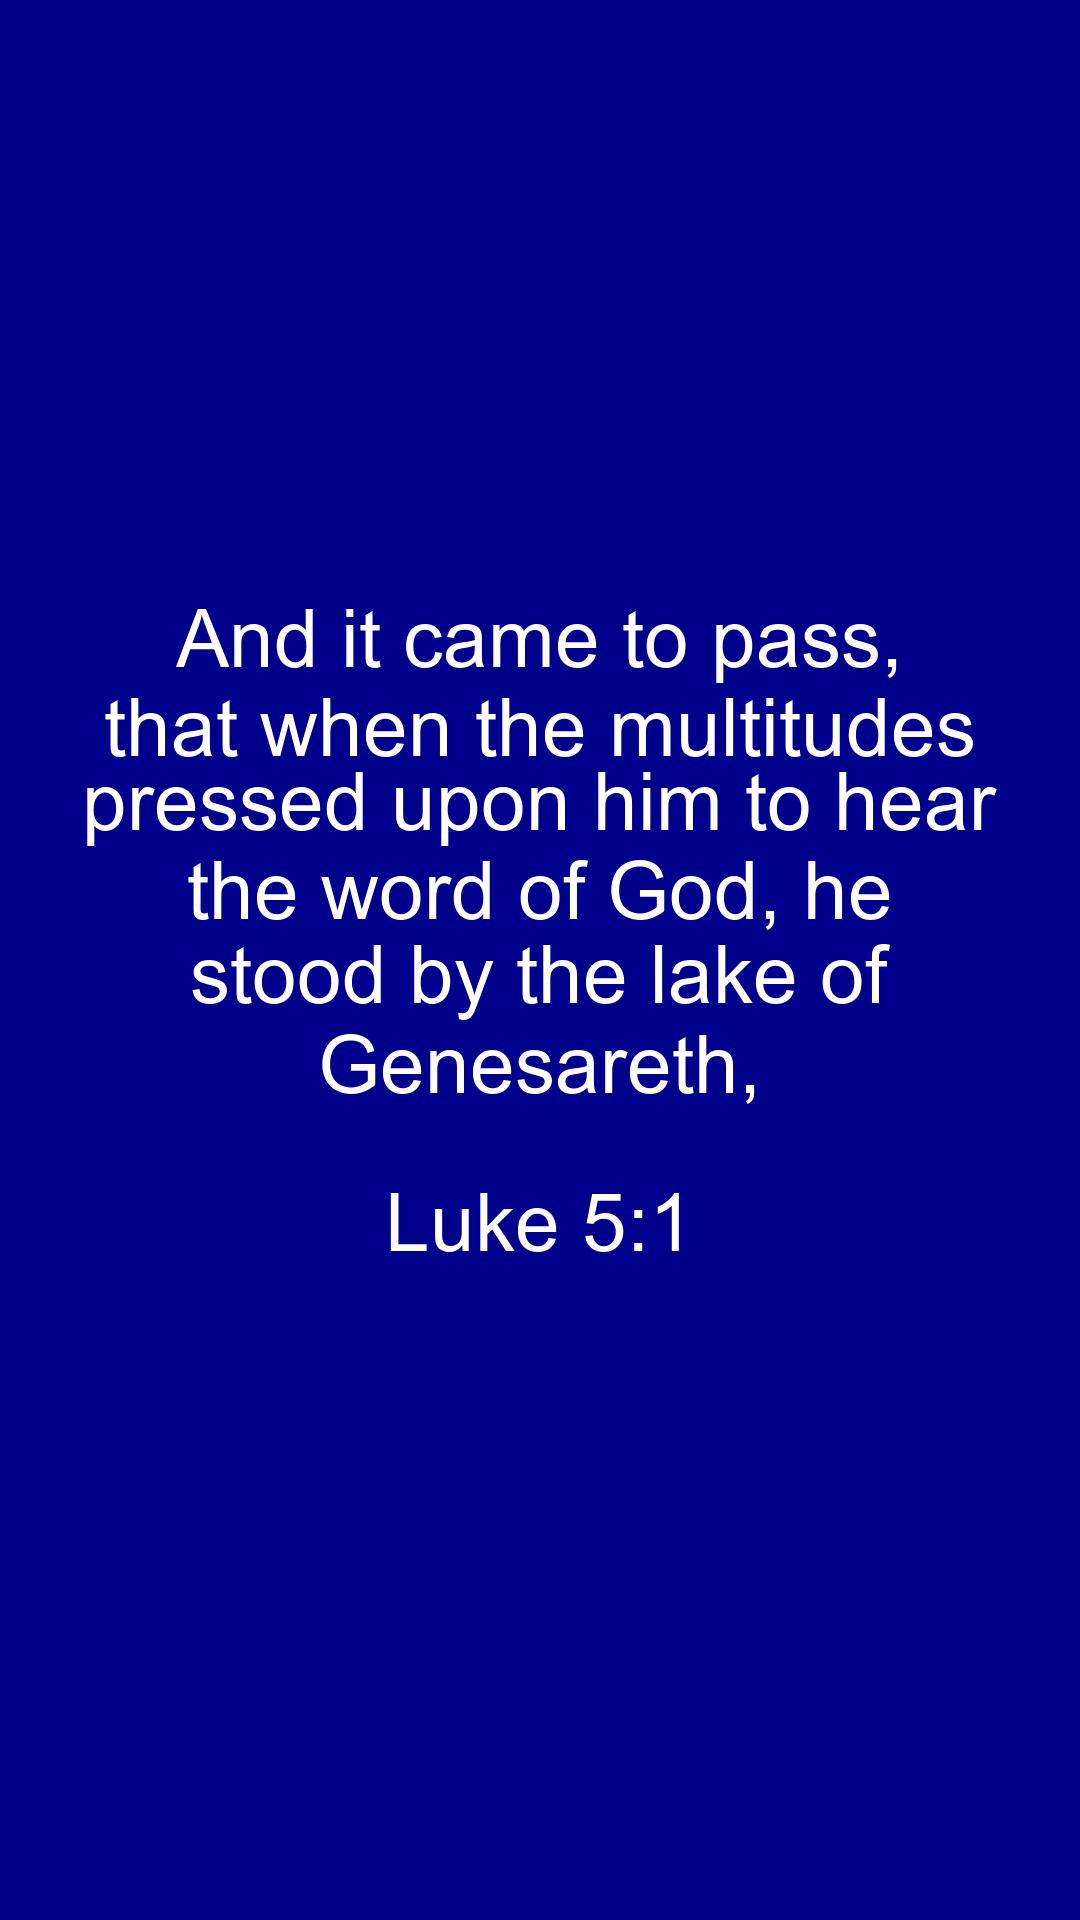 And it came to pass,
that when the multitudes
pressed upon him to hear
the word of God, he
stood by the lake of
Genesareth,
Luke 5:1